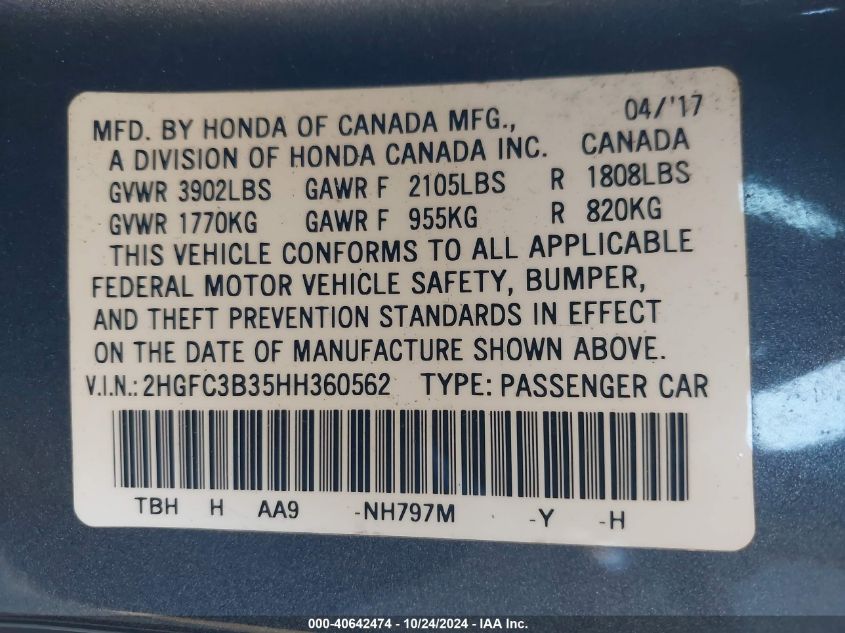 04/'17
MFD. BY HONDA OF CANADA MFG.,
A DIVISION OF HONDA CANADA INC. CANADA
GVWR 3902LBS GAWR F 2105LBS R 1808LBS
GVWR 1770KG GAWR F 955KG R 820KG
THIS VEHICLE CONFORMS TO ALL APPLICABLE
FEDERAL MOTOR VEHICLE SAFETY, BUMPER,
AND THEFT PREVENTION STANDARDS IN EFFECT
ON THE DATE OF MANUFACTURE SHOWN ABOVE.
V.I.N.: 2HGFC3B35HH360562 TYPE: PASSENGER CAR
TBH H AA9 -NH797M -Y -H
000-40642474 - 10/24/2024 - IAA Inc.